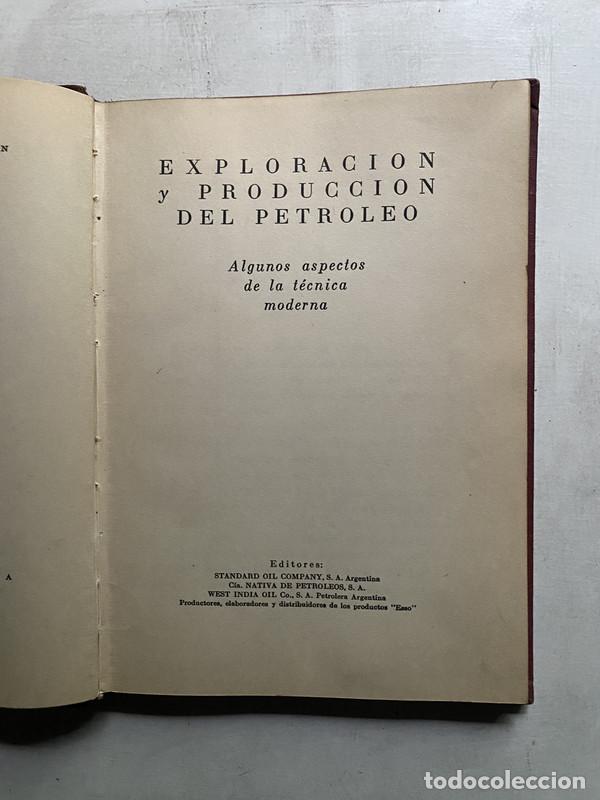 N
A
EXPLORACION
y PRODUCCION
DEL PETROLEO
Algunos aspectos
de la técnica
moderna
Editores:
STANDARD OIL COMPANY, S. A. Argentina
Cía. NATIVA DE PETROLEOS, S. A.
WEST INDIA OIL Co., S. A. Petrolera Argentina
Productores, elaboradores y distribuidores de los productos "Esso"
todocoleccion